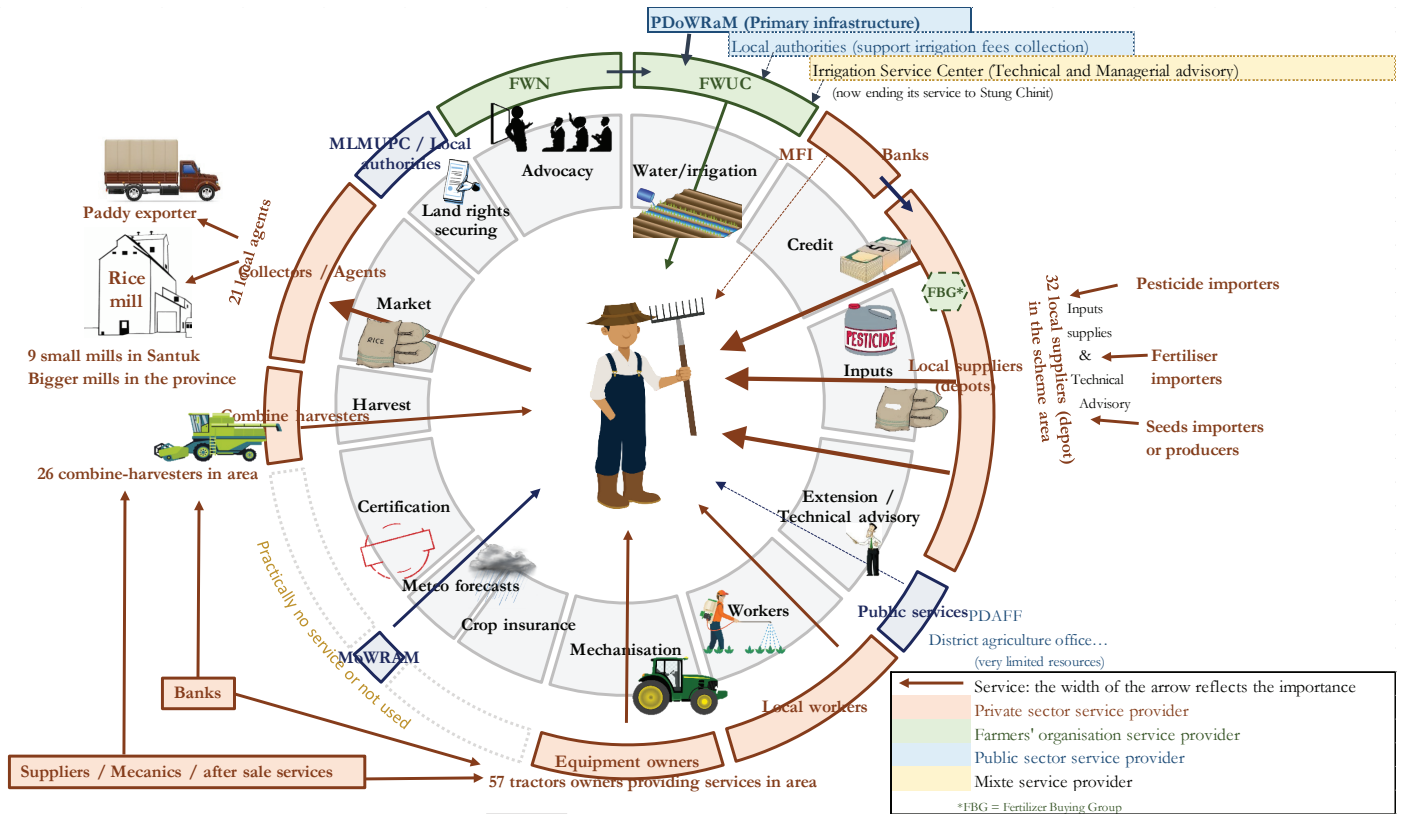 PDoWRaM (Primary infrastructure)
Local authorities (support irrigation fees collection)
Irrigation Service Center (Technical and Managerial advisory)
(now ending its service to Stung Chinit)
FWN
FWUC
MLMUPC / Local
authorities
MFI
Banks
Advocacy
Water/irrigation
Land rights
securing
Credit
Paddy exporter
21 local agents
Collectors / Agents
Rice
mill
Market
RICE
FBG*
PESTICIDE
Inputs
Local suppliers
(depots)
32 local suppliers (depot)
in the scheme area
Inputs
supplies
&
Technical
Advisory
Pesticide importers
Fertiliser
importers
Seeds importers
or producers
9 small mills in Santuk
Bigger mills in the province
Harvest
Combine harvesters
26 combine-harvesters in area
Certification
Extension /
Technical advisory
Meteo forecasts
Crop insurance
Mechanisation
Workers
Practically no service or not used
MoWRAM
Public services
PDAFF
District agriculture office…
(very limited resources)
Banks
Local workers
Equipment owners
Suppliers / Mecanics / after sale services
57 tractors owners providing services in area
Service: the width of the arrow reflects the importance
Private sector service provider
Farmers' organisation service provider
Public sector service provider
Mixte service provider
*FBG = Fertilizer Buying Group